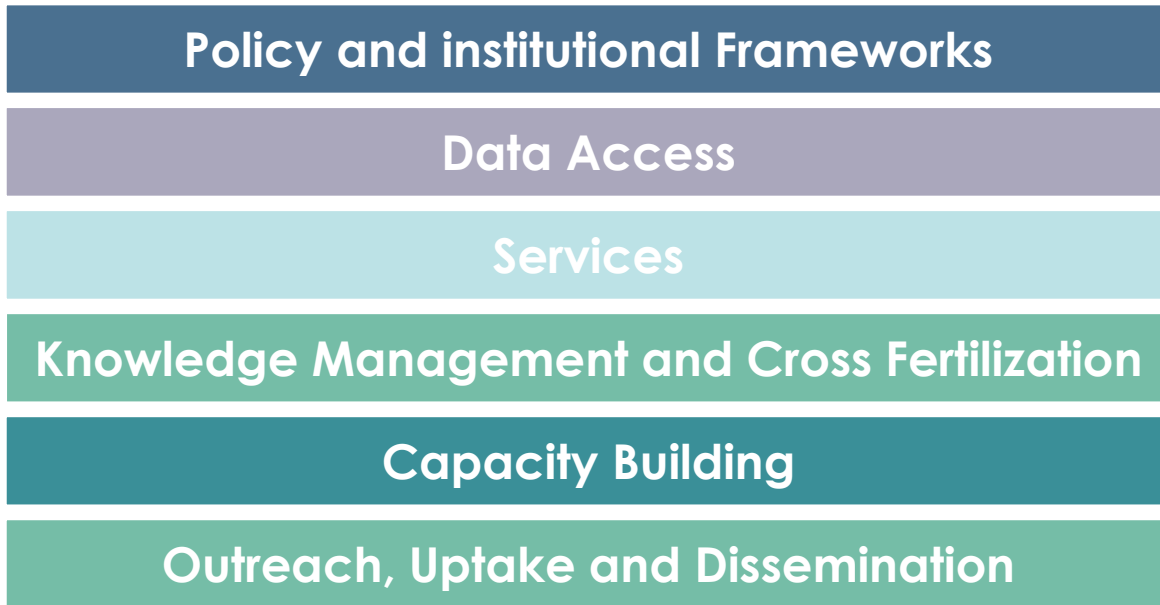 Policy and institutional Frameworks
Data Access
Services
Knowledge Management and Cross Fertilization
Capacity Building
Outreach, Uptake and Dissemination